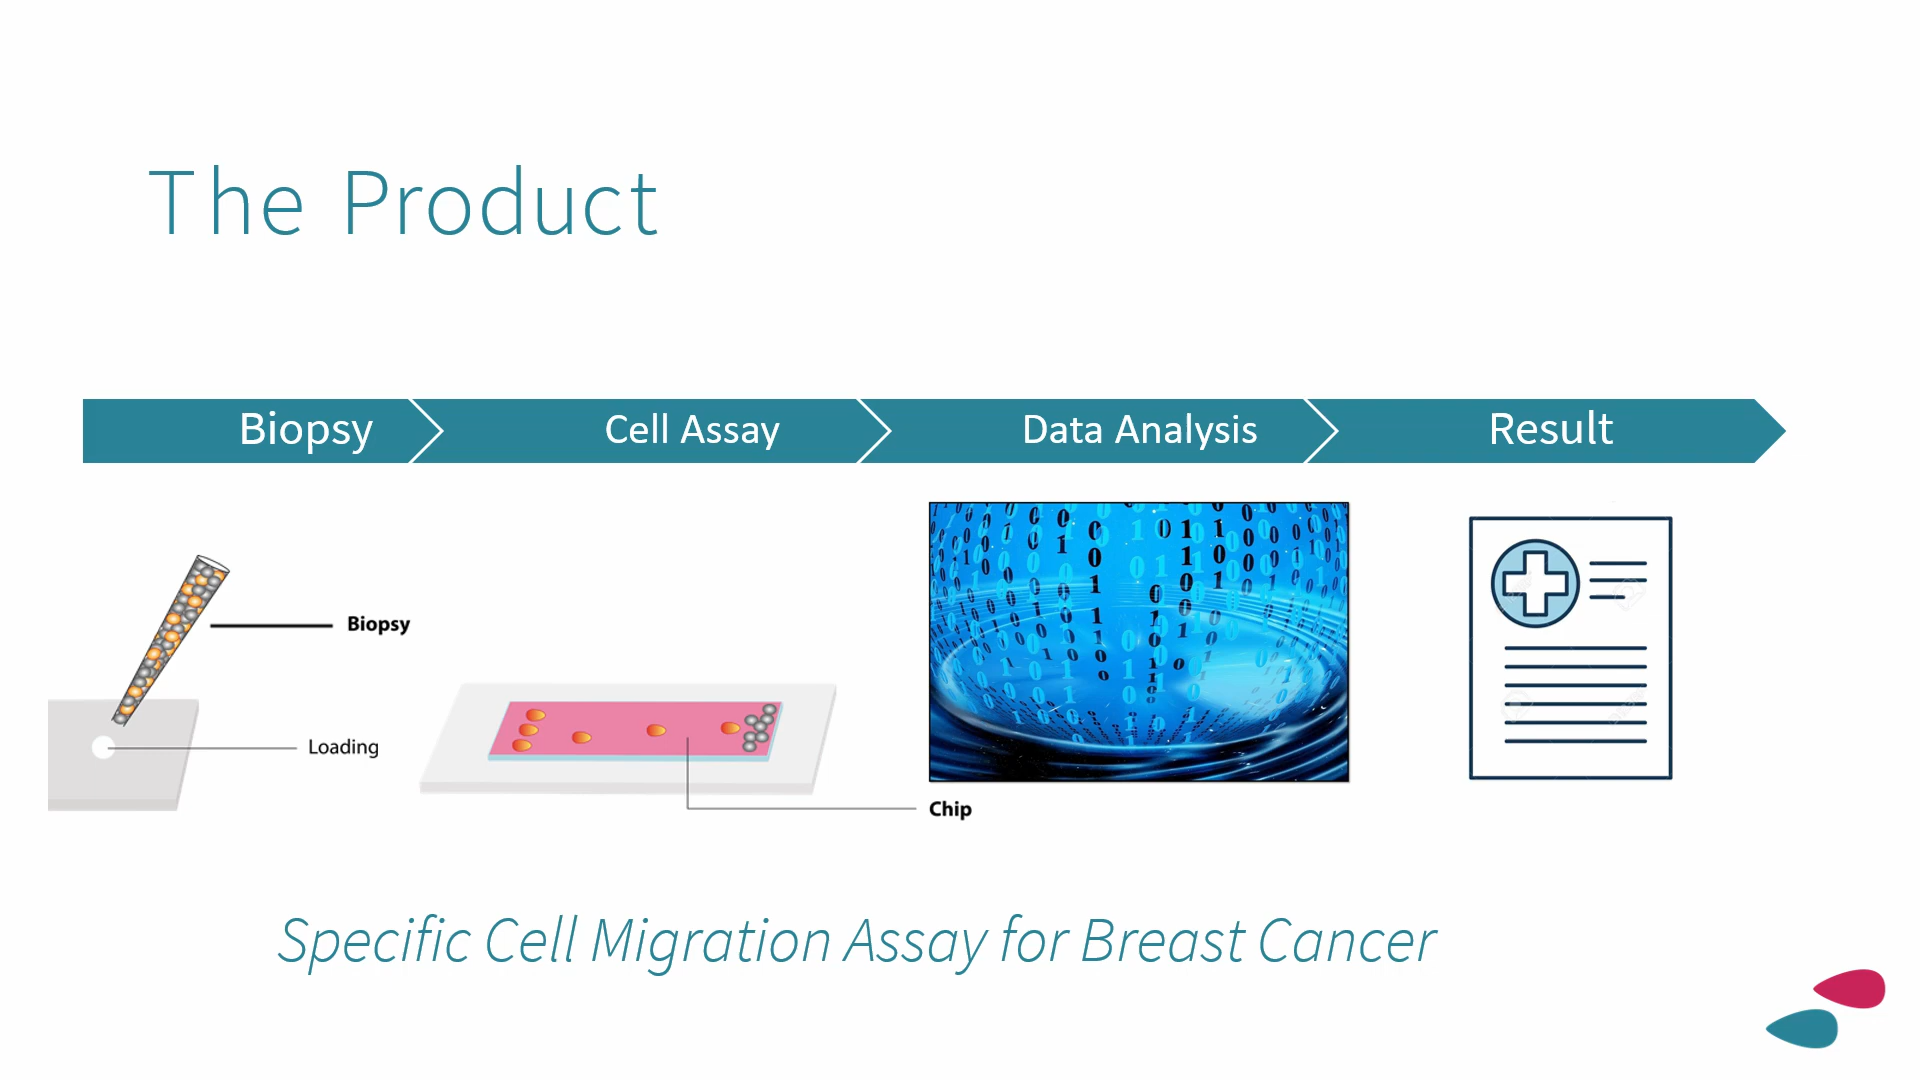 The Product
Biopsy
Cell Assay
Data Analysis
Result
Biopsy
Loading
Chip
Specific Cell Migration Assay for Breast Cancer